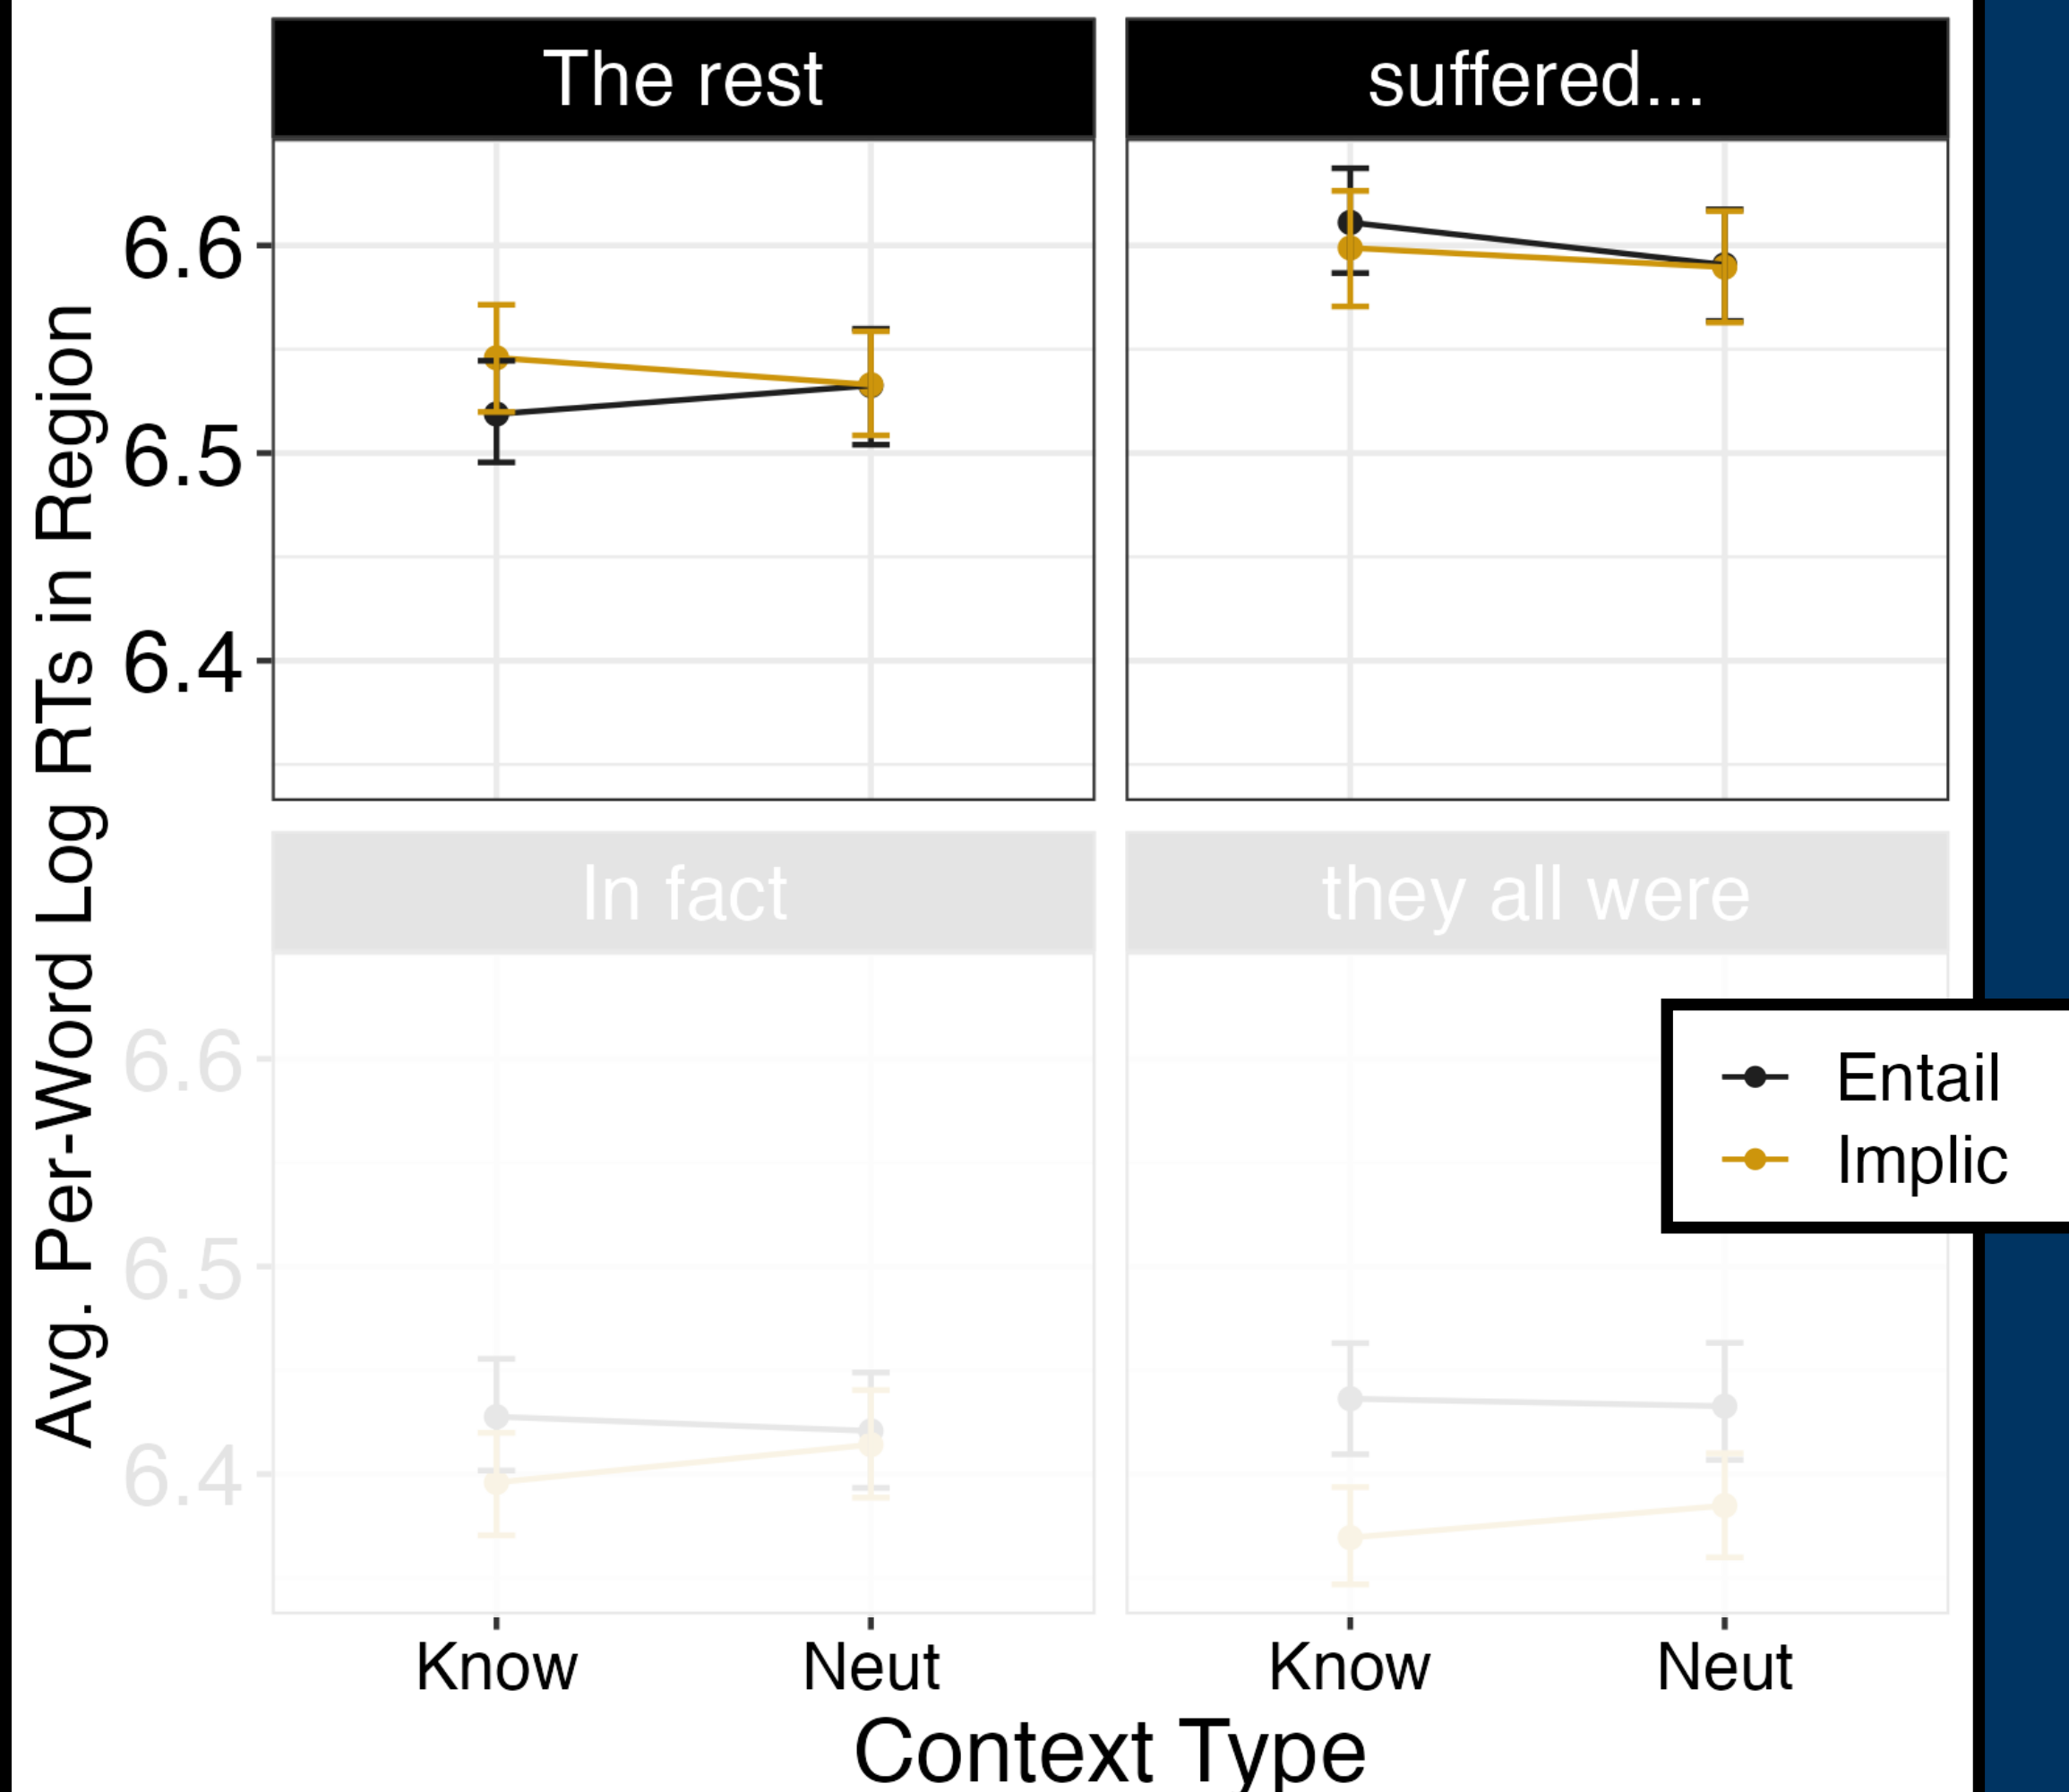 The rest
suffered...
6.6
6.5
6.4
In fact
they all were
6.6
6.5
6.4
Avg. Per-Word Log RTs in Region
Entail
Implic
Know
Neut
Know
Neut
Context Type